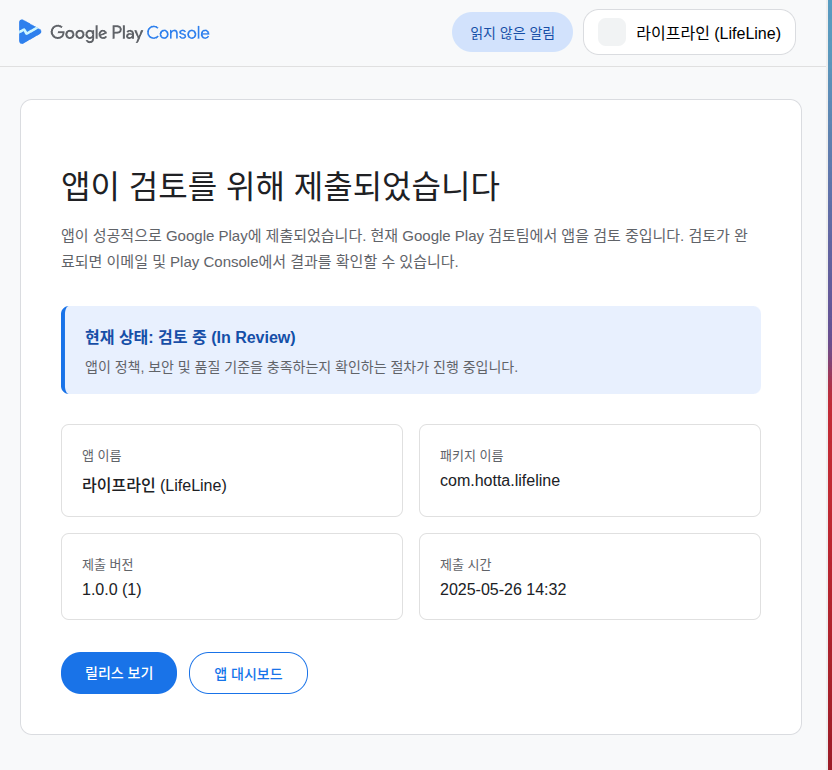 Google Play Console
읽지 않은 알림
라이프라인 (LifeLine)
앱이 검토를 위해 제출되었습니다
앱이 성공적으로 Google Play에 제출되었습니다. 현재 Google Play 검토팀에서 앱을 검토 중입니다. 검토가 완
료되면 이메일 및 Play Console에서 결과를 확인할 수 있습니다.
현재 상태: 검토 중 (In Review)
앱이 정책, 보안 및 품질 기준을 충족하는지 확인하는 절차가 진행 중입니다.
앱 이름
라이프라인 (LifeLine)
패키지 이름
com.hotta.lifeline
제출 버전
1.0.0 (1)
제출 시간
2025-05-26 14:32
릴리스 보기
앱 대시보드